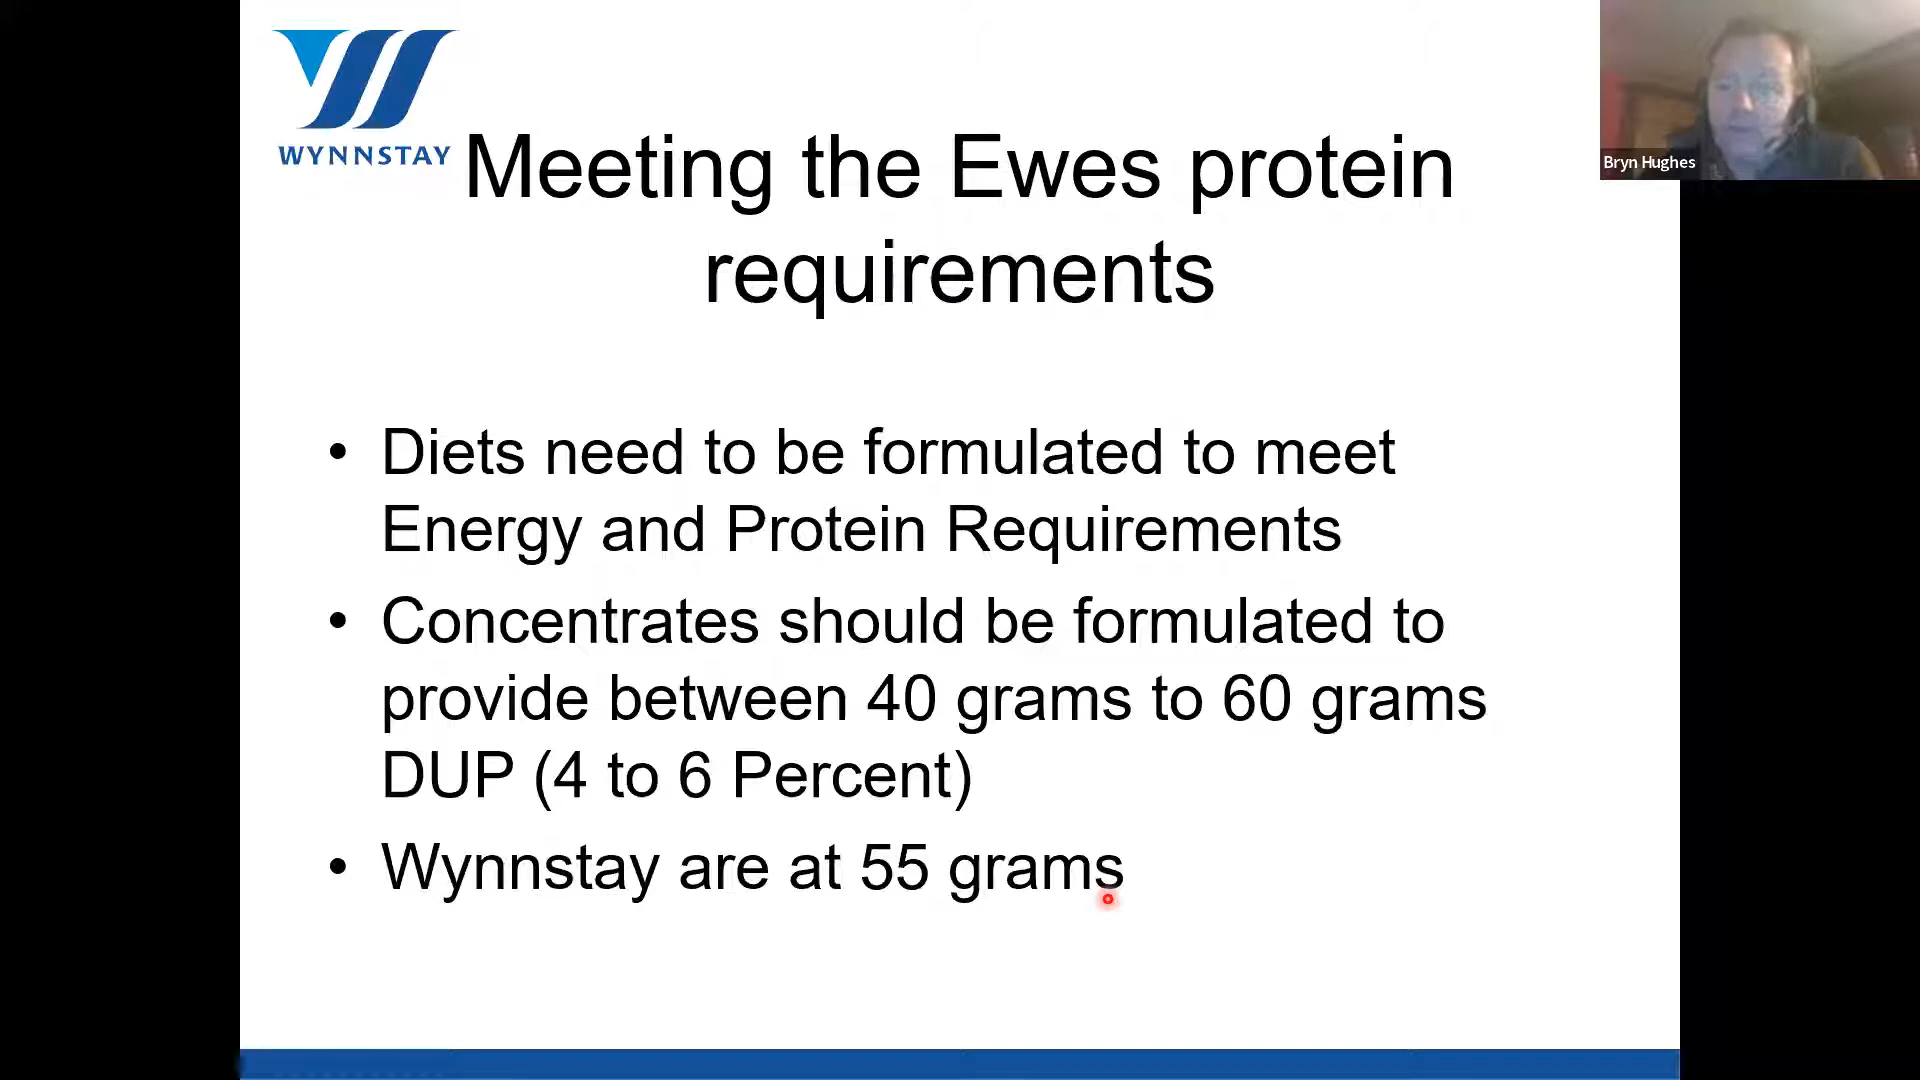 WYNNSTAY
Meeting the Ewes protein
requirements
Bryn Hughes
• Diets need to be formulated to meet
Energy and Protein Requirements
• Concentrates should be formulated to
provide between 40 grams to 60 grams
DUP (4 to 6 Percent)
• Wynnstay are at 55 grams